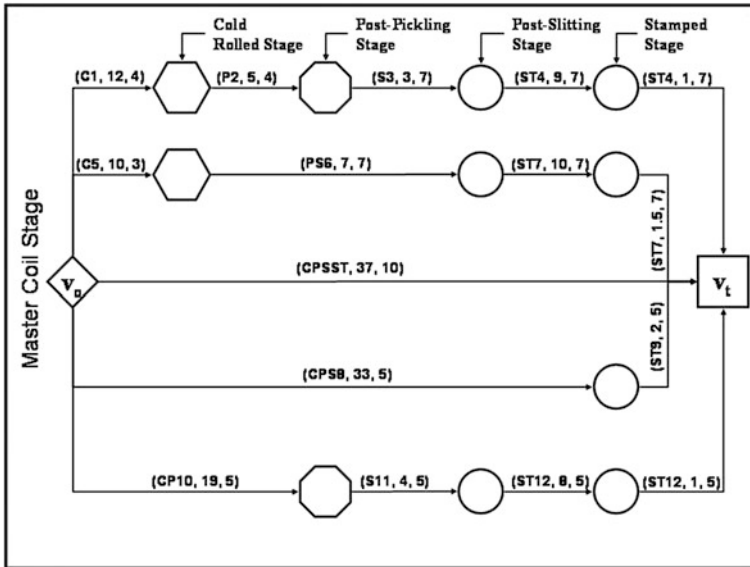 Cold
Rolled Stage
Post-Pickling
Stage
Post-Slitting
Stage
Stamped
Stage
(C1, 12, 4)
(P2, 5, 4)
(S3, 3, 7)
(ST4, 9, 7)
(ST4, 1, 7)
(C5, 10, 3)
(PS6, 7, 7)
(ST7, 10, 7)
(ST7, 1.5, 7)
Master Coil Stage
(CPSST, 37, 10)
vt
(ST9, 2, 5)
(CPS8, 33, 5)
(CP10, 19, 5)
(S11, 4, 5)
(ST12, 8, 5)
(ST12, 1, 5)